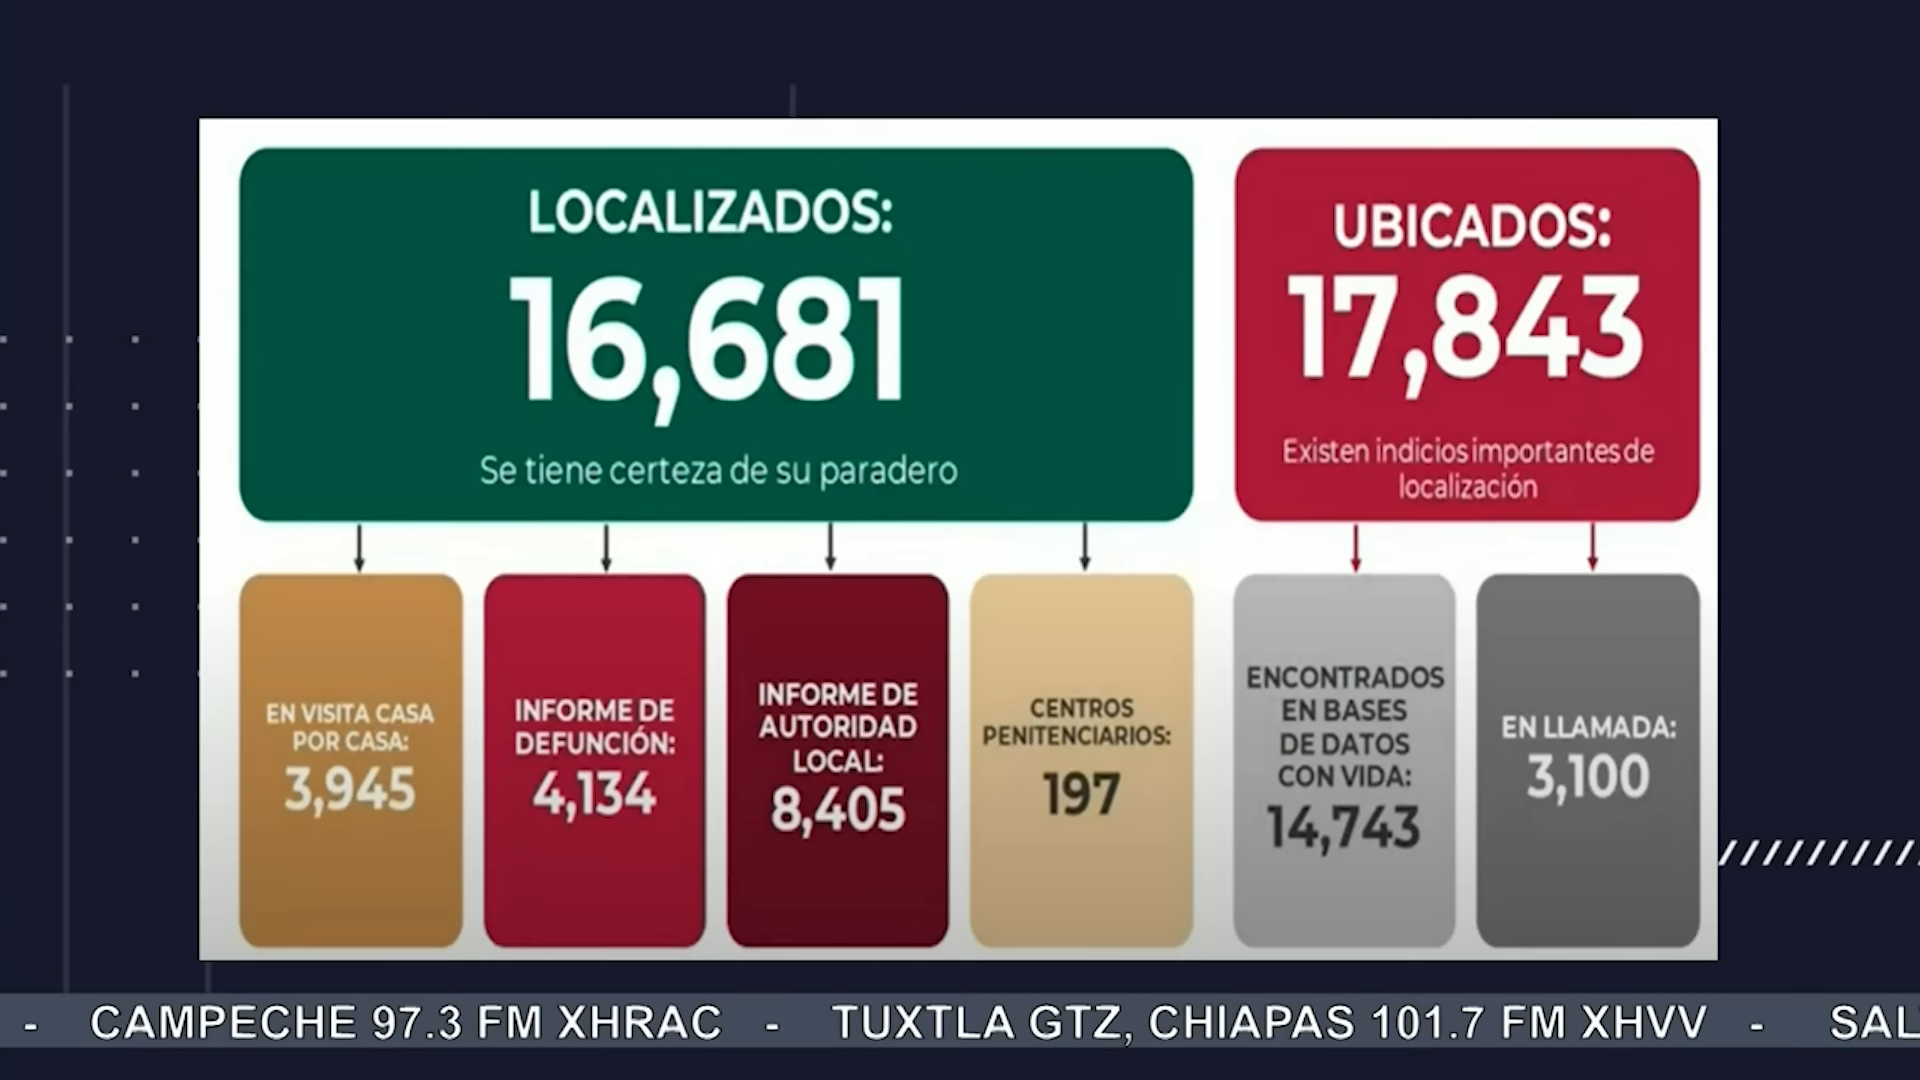 LOCALIZADOS:
16,681
Se tiene certeza de su paradero
UBICADOS:
17,843
Existen indicios importantes de
localización
EN VISITA CASA
POR CASA:
3,945
INFORME DE
DEFUNCIÓN:
4,134
INFORME DE
AUTORIDAD
LOCAL:
8,405
CENTROS
PENITENCIARIOS:
197
ENCONTRADOS
EN BASES
DE DATOS
CON VIDA:
14,743
EN LLAMADA:
3,100
- CAMPECHE 97.3 FM XHRAC - TUXTLA GTZ, CHIAPAS 101.7 FM XHVV - SAL